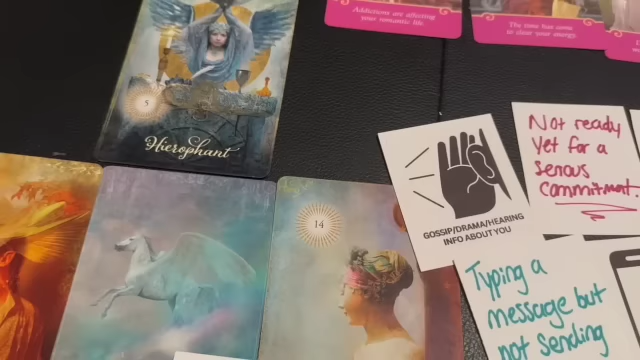 Addictions are affecting
your romantic life.
The time has come
to clear your energy.
5
Hierophant
14
GOSSIP/DRAMA/HEARING
INFO ABOUT YOU
Not ready
Yet for a
serious
commitment.
Typing a
message but
not sending